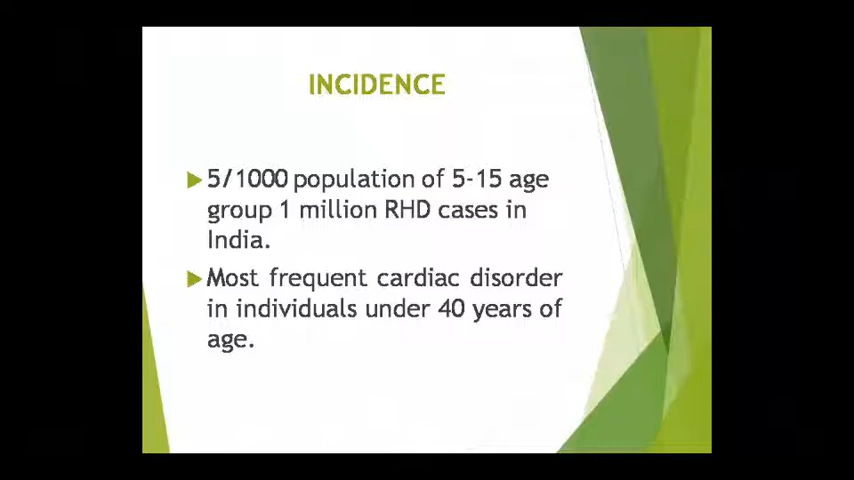 INCIDENCE
5/1000 population of 5-15 age
group 1 million RHD cases in
India.
Most frequent cardiac disorder
in individuals under 40 years of
age.